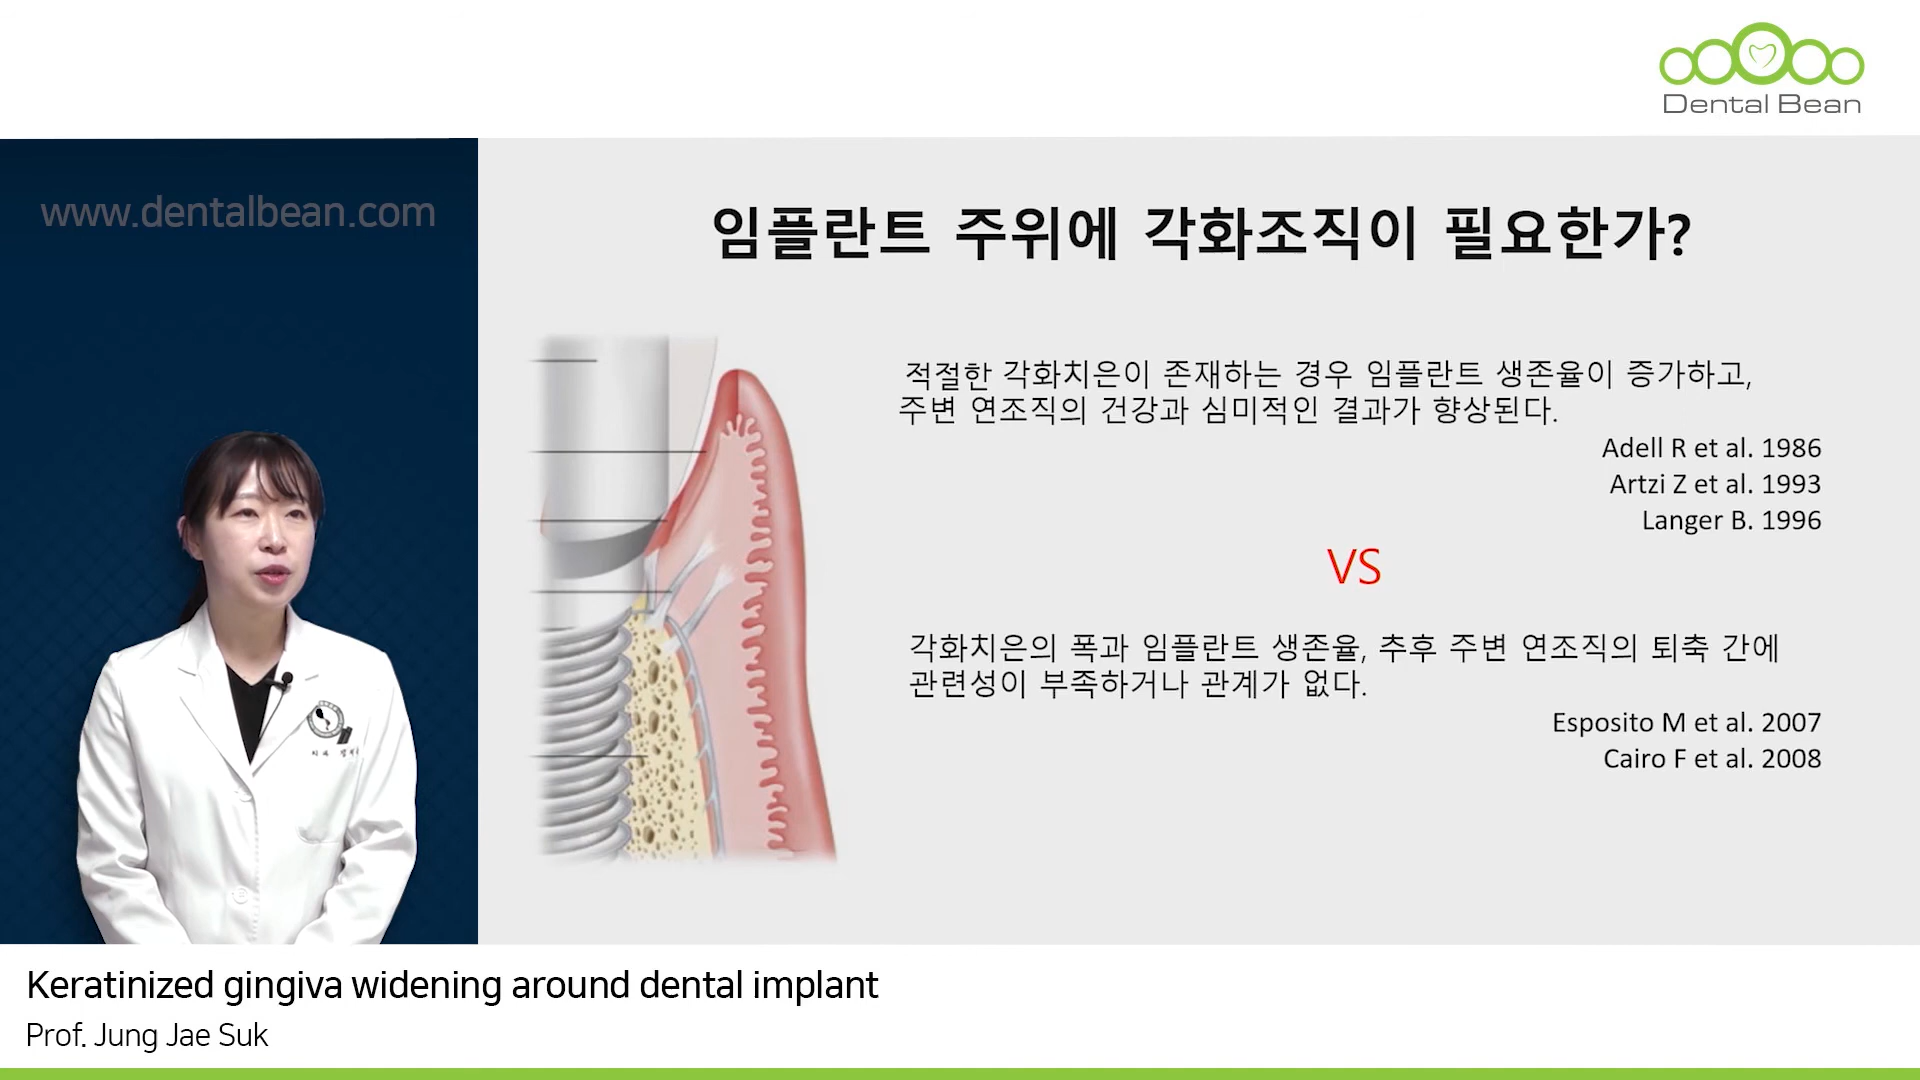 Dental Bean
www.dentalbean.com
임플란트 주위에 각화조직이 필요한가?
적절한 각화치은이 존재하는 경우 임플란트 생존율이 증가하고,
주변 연조직의 건강과 심미적인 결과가 향상된다.
Adell R et al. 1986
Artzi Z et al. 1993
Langer B. 1996
VS
각화치은의 폭과 임플란트 생존율, 추후 주변 연조직의 퇴축 간에
관련성이 부족하거나 관계가 없다.
Esposito M et al. 2007
Cairo F et al. 2008
Keratinized gingiva widening around dental implant
Prof. Jung Jae Suk